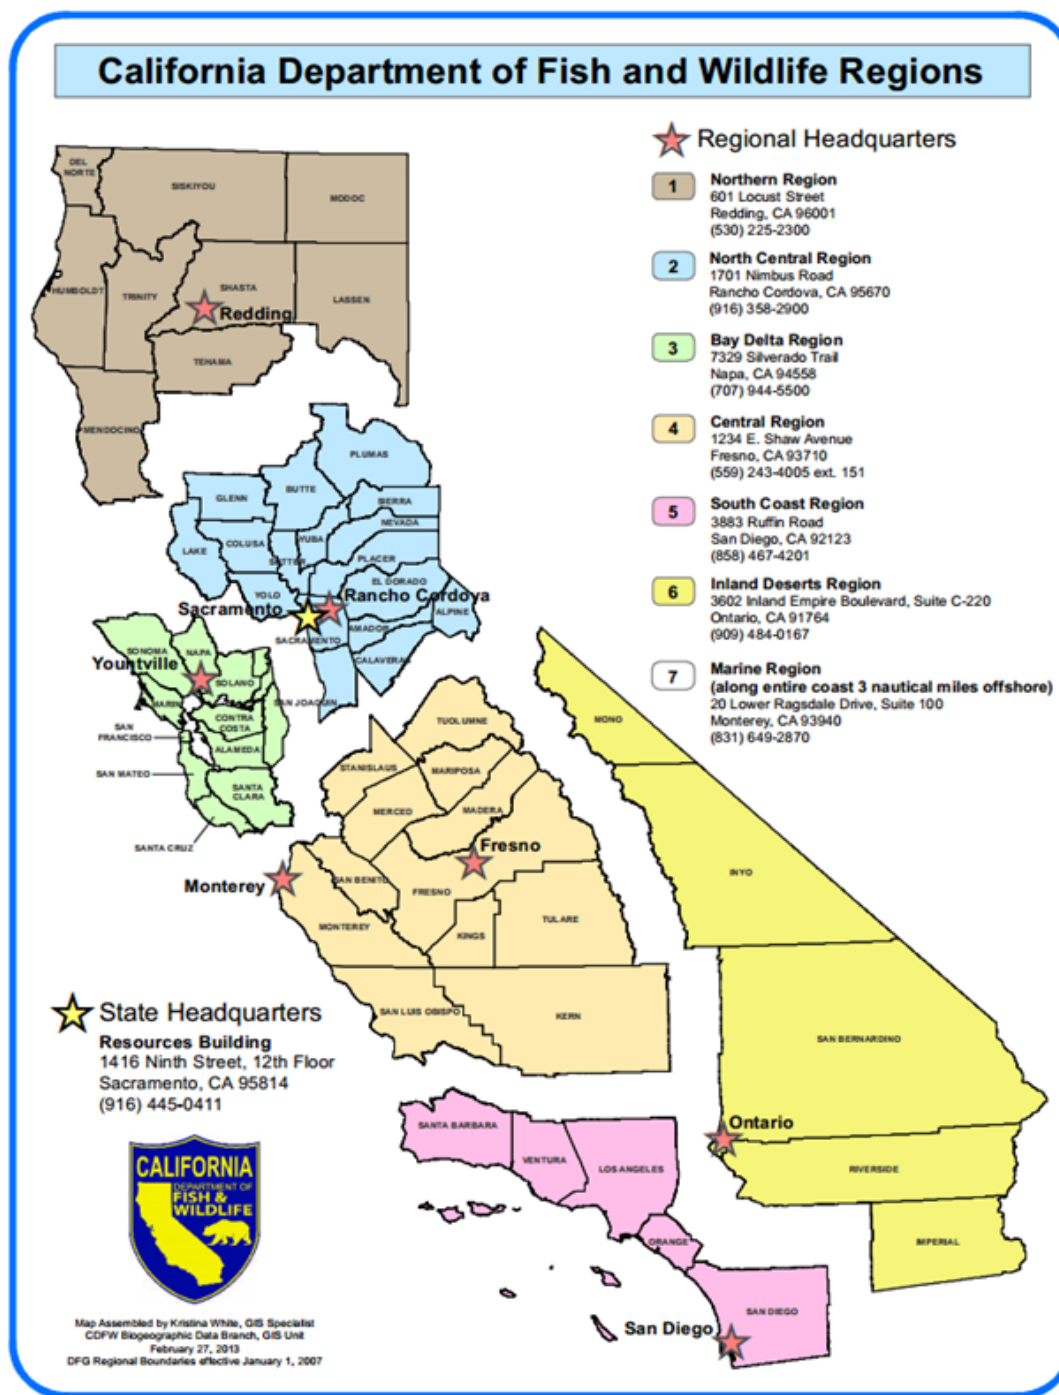 California Department of Fish and Wildlife Regions
Regional Headquarters
1
Northern Region
601 Locust Street
Redding, CA 96001
(530) 225-2300
2
North Central Region
1701 Nimbus Road
Rancho Cordova, CA 95670
(916) 358-2900
3
Bay Delta Region
7329 Silverado Trail
Napa, CA 94558
(707) 944-5500
4
Central Region
1234 E. Shaw Avenue
Fresno, CA 93710
(559) 243-4005 ext. 151
5
South Coast Region
3883 Ruffin Road
San Diego, CA 92123
(858) 467-4201
6
Inland Deserts Region
3602 Inland Empire Boulevard, Suite C-220
Ontario, CA 91764
(909) 484-0167
7
Marine Region
(along entire coast 3 nautical miles offshore)
20 Lower Ragsdale Drive, Suite 100
Monterey, CA 93940
(831) 649-2870
DEL
NORTE
SISKIYOU
MODOC
HUMBOLDT
TRINITY
SHASTA
LASSEN
Redding
TEHAMA
MENDOCINO
PLUMAS
GLENN
BUTTE
SIERRA
NEVADA
LAKE
COLUSA
SUTTER
YUBA
PLACER
YOLO
EL DORADO
Sacramento
Rancho Cordova
ALPINE
SACRAMENTO
AMADOR
CALAVERAS
SAN JOAQUIN
SONOMA
NAPA
Yountville
SOLANO
MARIN
CONTRA
COSTA
SAN
FRANCISCO
ALAMEDA
SAN MATEO
SANTA
CLARA
SANTA CRUZ
TUOLUMNE
STANISLAUS
MARIPOSA
MERCED
MADERA
Fresno
Monterey
SAN BENITO
FRESNO
MONTEREY
KINGS
TULARE
SAN LUIS OBISPO
KERN
MONO
INYO
SAN BERNARDINO
Ontario
RIVERSIDE
IMPERIAL
SANTA BARBARA
VENTURA
LOS ANGELES
ORANGE
SAN DIEGO
San Diego
State Headquarters
Resources Building
1416 Ninth Street, 12th Floor
Sacramento, CA 95814
(916) 445-0411
CALIFORNIA
DEPARTMENT OF
FISH &
WILDLIFE
Map Assembled by Kristina White, GIS Specialist
CDFW Biogeographic Data Branch, GIS Unit
February 27, 2013
DFG Regional Boundaries effective January 1, 2007